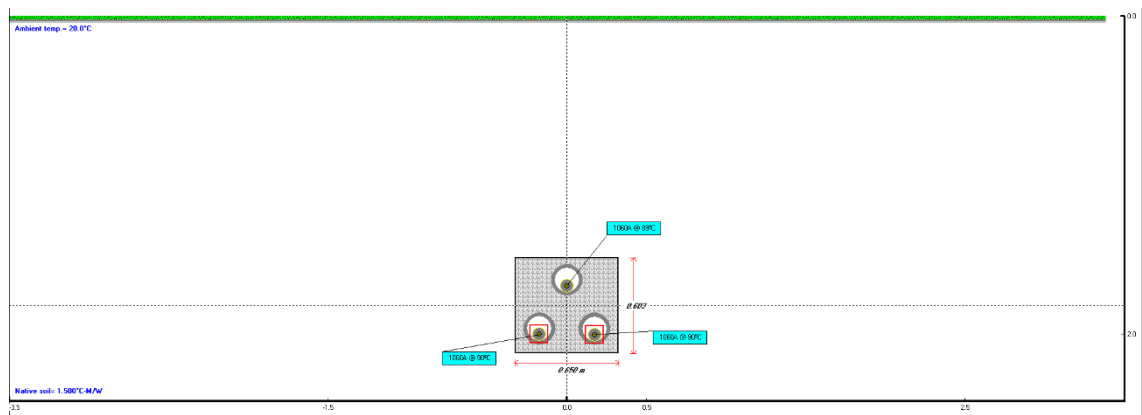 0.0
Ambient temp = 20.0°C
1060A @ 89°C
0.603
2.0
1060A @ 90°C
1060A @ 90°C
0.650 m
Native soil= 1.500°C-M/W
-3.5
-1.5
0.0
0.5
2.5